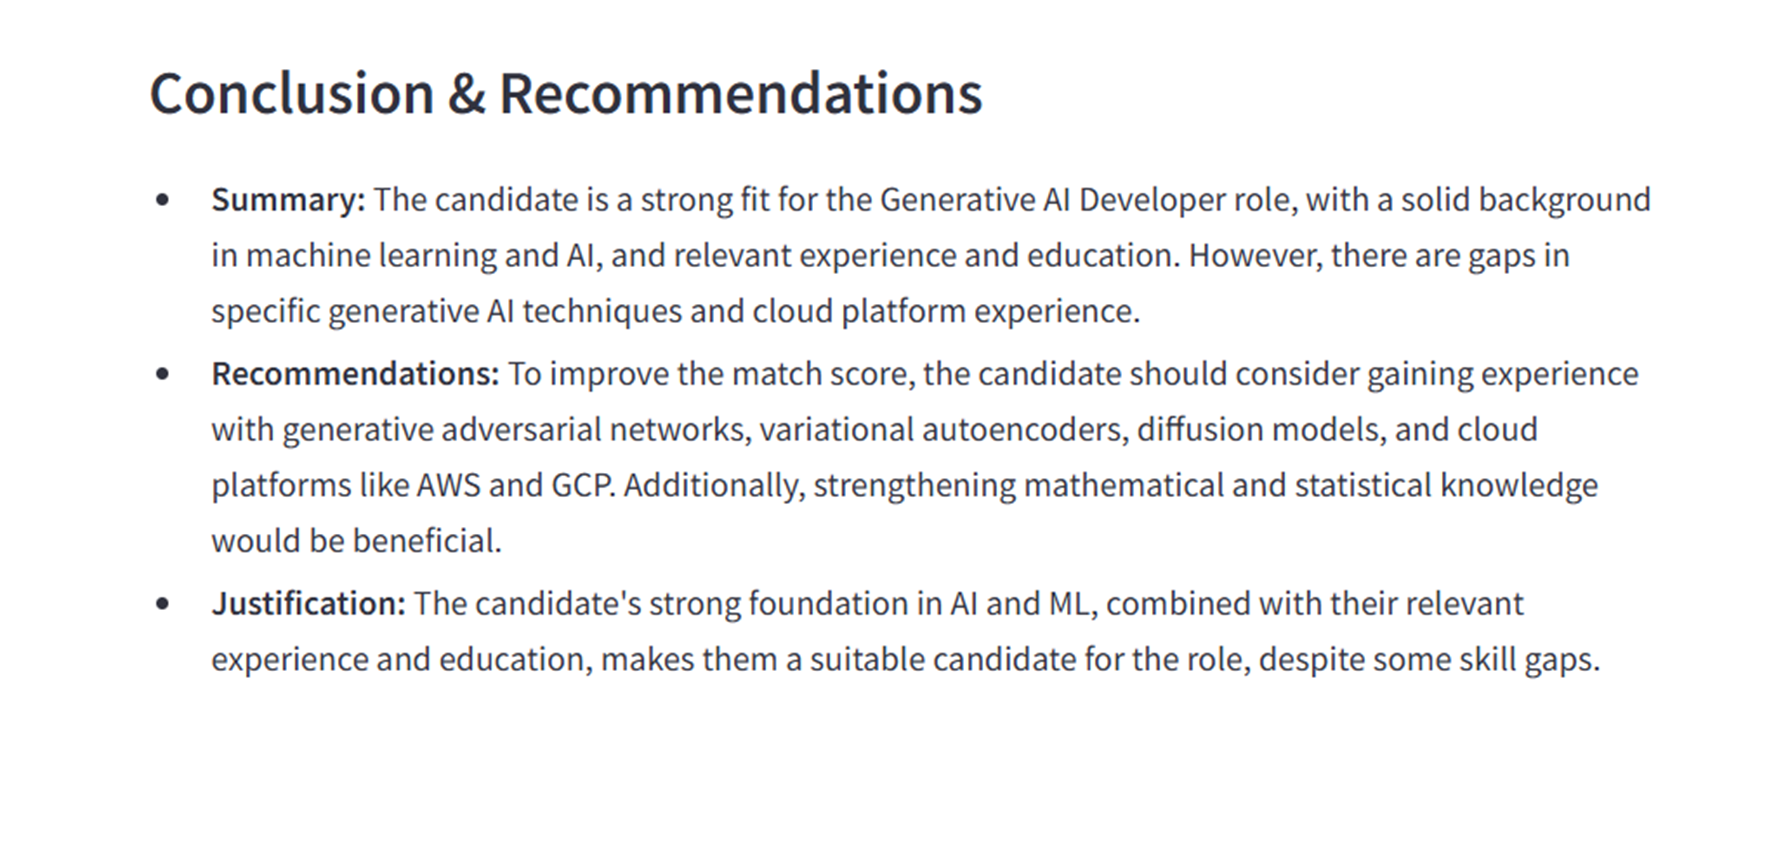 Conclusion & Recommendations
• Summary: The candidate is a strong fit for the Generative AI Developer role, with a solid background
in machine learning and AI, and relevant experience and education. However, there are gaps in
specific generative AI techniques and cloud platform experience.
• Recommendations: To improve the match score, the candidate should consider gaining experience
with generative adversarial networks, variational autoencoders, diffusion models, and cloud
platforms like AWS and GCP. Additionally, strengthening mathematical and statistical knowledge
would be beneficial.
• Justification: The candidate's strong foundation in AI and ML, combined with their relevant
experience and education, makes them a suitable candidate for the role, despite some skill gaps.